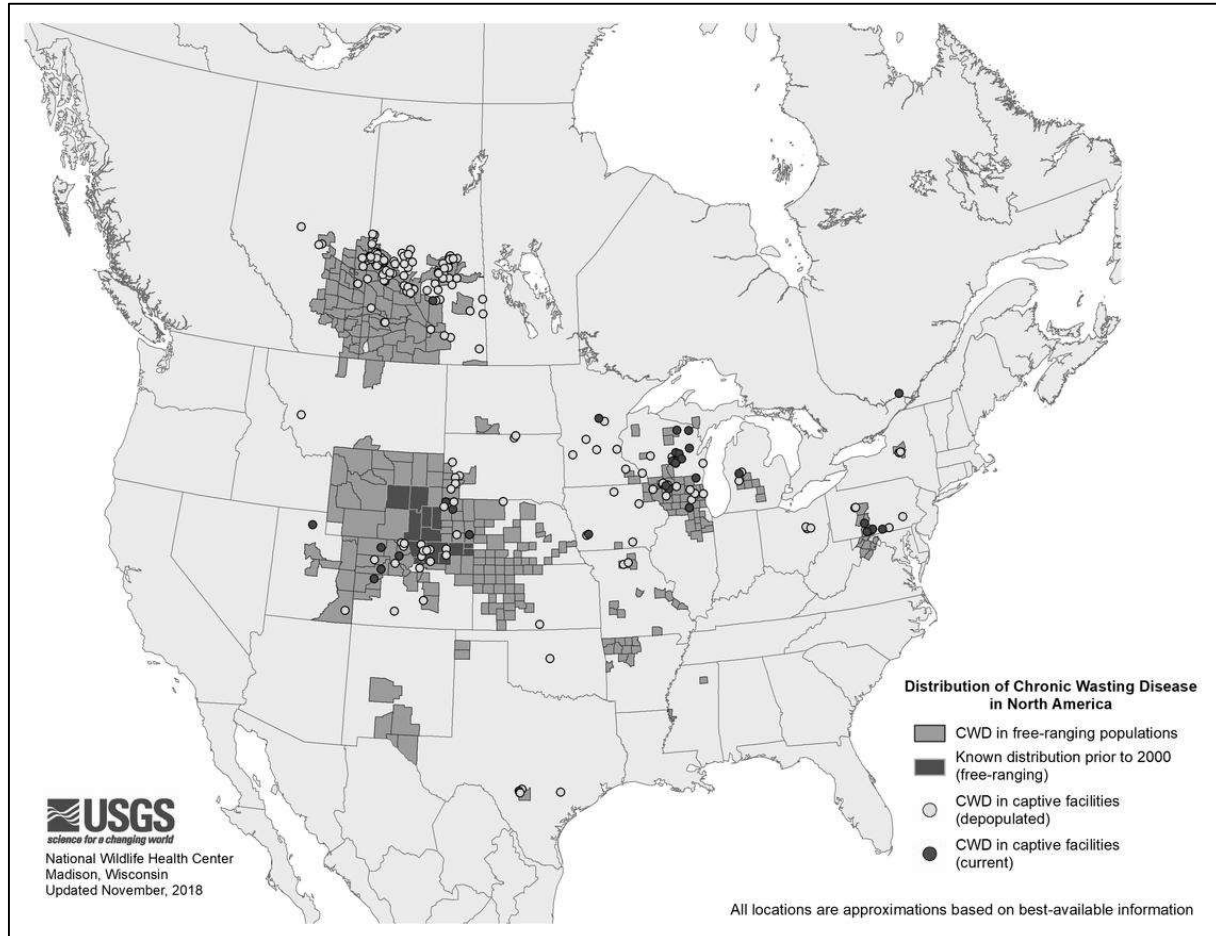 Distribution of Chronic Wasting Disease
in North America
CWD in free-ranging populations
Known distribution prior to 2000
(free-ranging)
CWD in captive facilities
(depopulated)
CWD in captive facilities
(current)
USGS
science for a changing world
National Wildlife Health Center
Madison, Wisconsin
Updated November, 2018
All locations are approximations based on best-available information